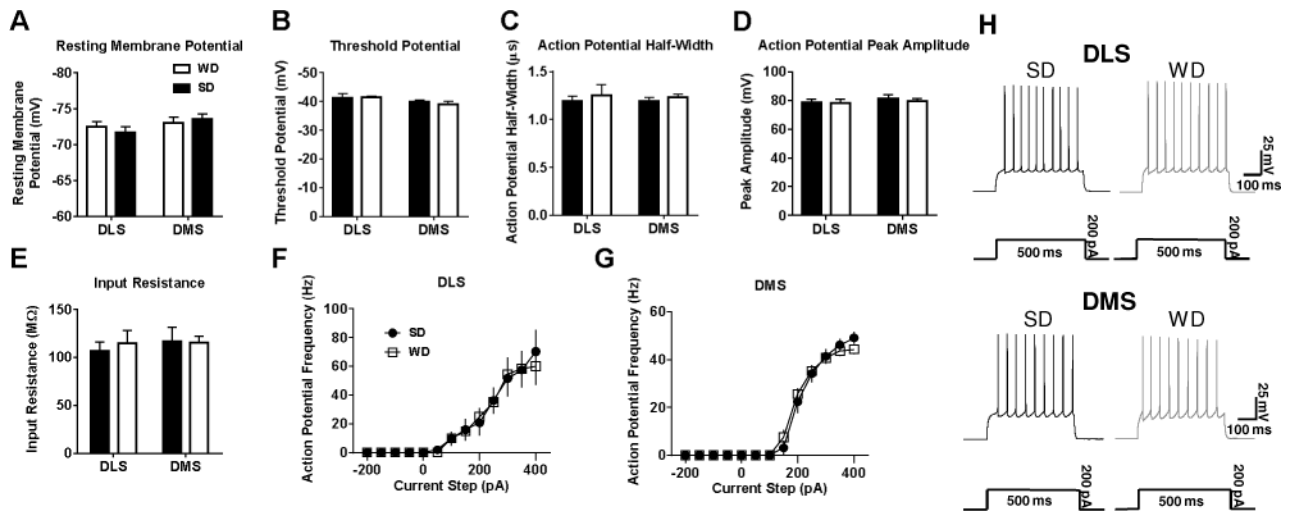 A
Resting Membrane Potential
Resting Membrane
Potential (mV)
-80
-75
-70
-65
-60
WD
SD
DLS
DMS
B
Threshold Potential
Threshold Potential (mV)
-50
-40
-30
-20
-10
0
DLS
DMS
C
Action Potential Half-Width
Action Potential Half-Width (µs)
1.5
1.2
0.9
0.6
0.3
0.0
DLS
DMS
D
Action Potential Peak Amplitude
Peak Amplitude (mV)
100
80
60
40
20
0
DLS
DMS
E
Input Resistance
Input Resistance (MΩ)
150
100
50
0
DLS
DMS
F
DLS
Action Potential Frequency (Hz)
100
80
60
40
20
0
SD
WD
-200
0
200
400
Current Step (pA)
G
DMS
Action Potential Frequency (Hz)
60
40
20
0
-200
0
200
400
Current Step (pA)
H
DLS
SD
WD
25 mV
100 ms
500 ms
200 pA
500 ms
200 pA
DMS
SD
WD
25 mV
100 ms
500 ms
200 pA
500 ms
200 pA